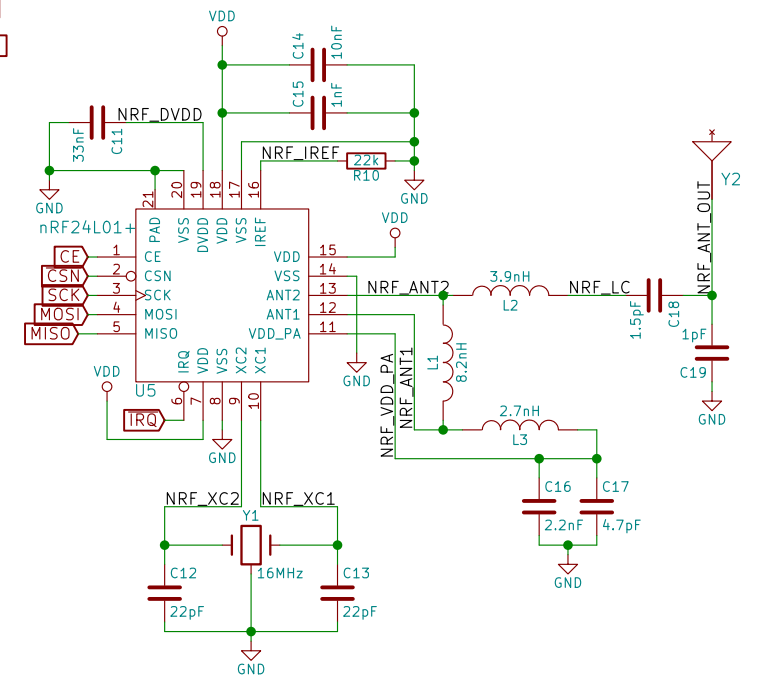 VDD
C14
10nF
C15
1nF
NRF_DVDD
33nF
C11
NRF_IREF
22k
R10
GND
GND
21
20
19
18
17
16
nRF24L01+
PAD
VSS
DVDD
VDD
VSS
IREF
VDD
Y2
NRF_ANT_OUT
CE
1
CE
VDD
15
CSN
2
CSN
VSS
14
SCK
3
SCK
ANT2
13
NRF_ANT2
3.9nH
L2
NRF_LC
1.5pF
C18
MOSI
4
MOSI
ANT1
12
MISO
5
MISO
VDD_PA
11
1pF
C19
GND
L1
8.2nH
NRF_VDD_PA
NRF_ANT1
GND
IRQ
VDD
VSS
XC2
XC1
VDD
U5
6
7
8
9
10
IRQ
GND
2.7nH
L3
C16
2.2nF
C17
4.7pF
GND
NRF_XC2
NRF_XC1
Y1
16MHz
C12
22pF
C13
22pF
GND